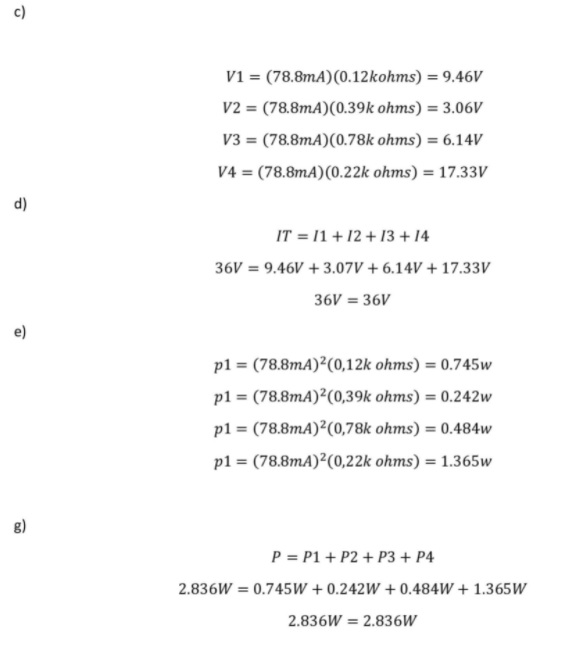 c)
V1 = (78.8mA)(0.12kohms) = 9.46V
V2 = (78.8mA)(0.39k ohms) = 3.06V
V3 = (78.8mA)(0.78k ohms) = 6.14V
V4 = (78.8mA)(0.22k ohms) = 17.33V
d)
IT = I1 + I2 + I3 + I4
36V = 9.46V + 3.07V + 6.14V + 17.33V
36V = 36V
e)
p1 = (78.8mA)²(0,12k ohms) = 0.745w
p1 = (78.8mA)²(0,39k ohms) = 0.242w
p1 = (78.8mA)²(0,78k ohms) = 0.484w
p1 = (78.8mA)²(0,22k ohms) = 1.365w
g)
P = P1 + P2 + P3 + P4
2.836W = 0.745W + 0.242W + 0.484W + 1.365W
2.836W = 2.836W